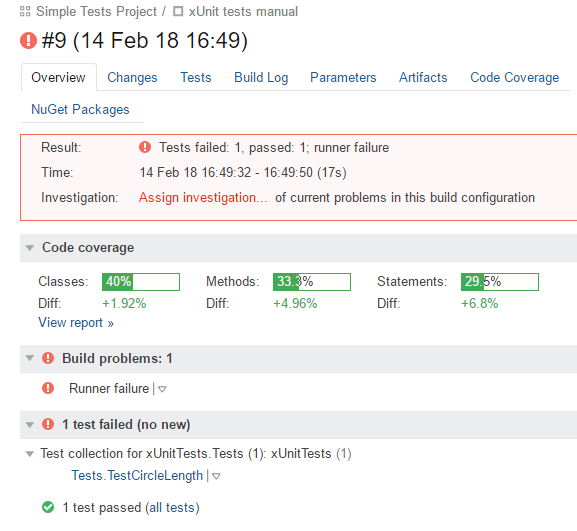 Simple Tests Project / xUnit tests manual
#9 (14 Feb 18 16:49)
Overview Changes Tests Build Log Parameters Artifacts Code Coverage
NuGet Packages
Result: Tests failed: 1, passed: 1; runner failure
Time: 14 Feb 18 16:49:32 - 16:49:50 (17s)
Investigation: Assign investigation... of current problems in this build configuration
Code coverage
Classes: 40% Methods: 33.3% Statements: 29.5%
Diff: +1.92% Diff: +4.96% Diff: +6.8%
View report »
Build problems: 1
Runner failure
1 test failed (no new)
Test collection for xUnitTests.Tests (1): xUnitTests (1)
Tests.TestCircleLength
1 test passed (all tests)